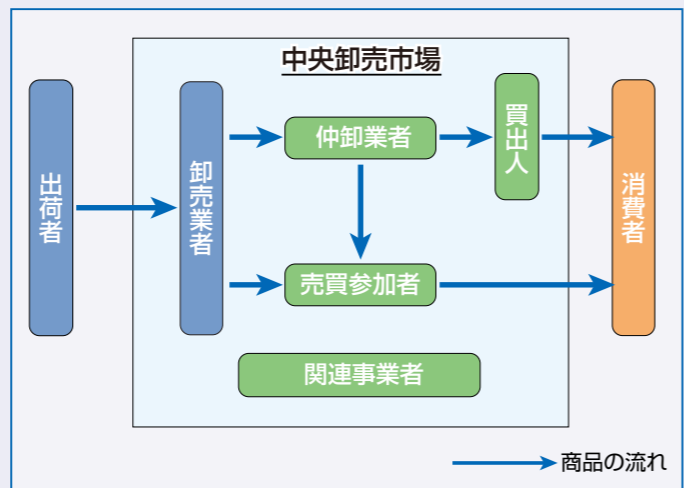 中央卸売市場
出荷者
卸売業者
仲卸業者
買出人
売買参加者
消費者
関連事業者
商品の流れ